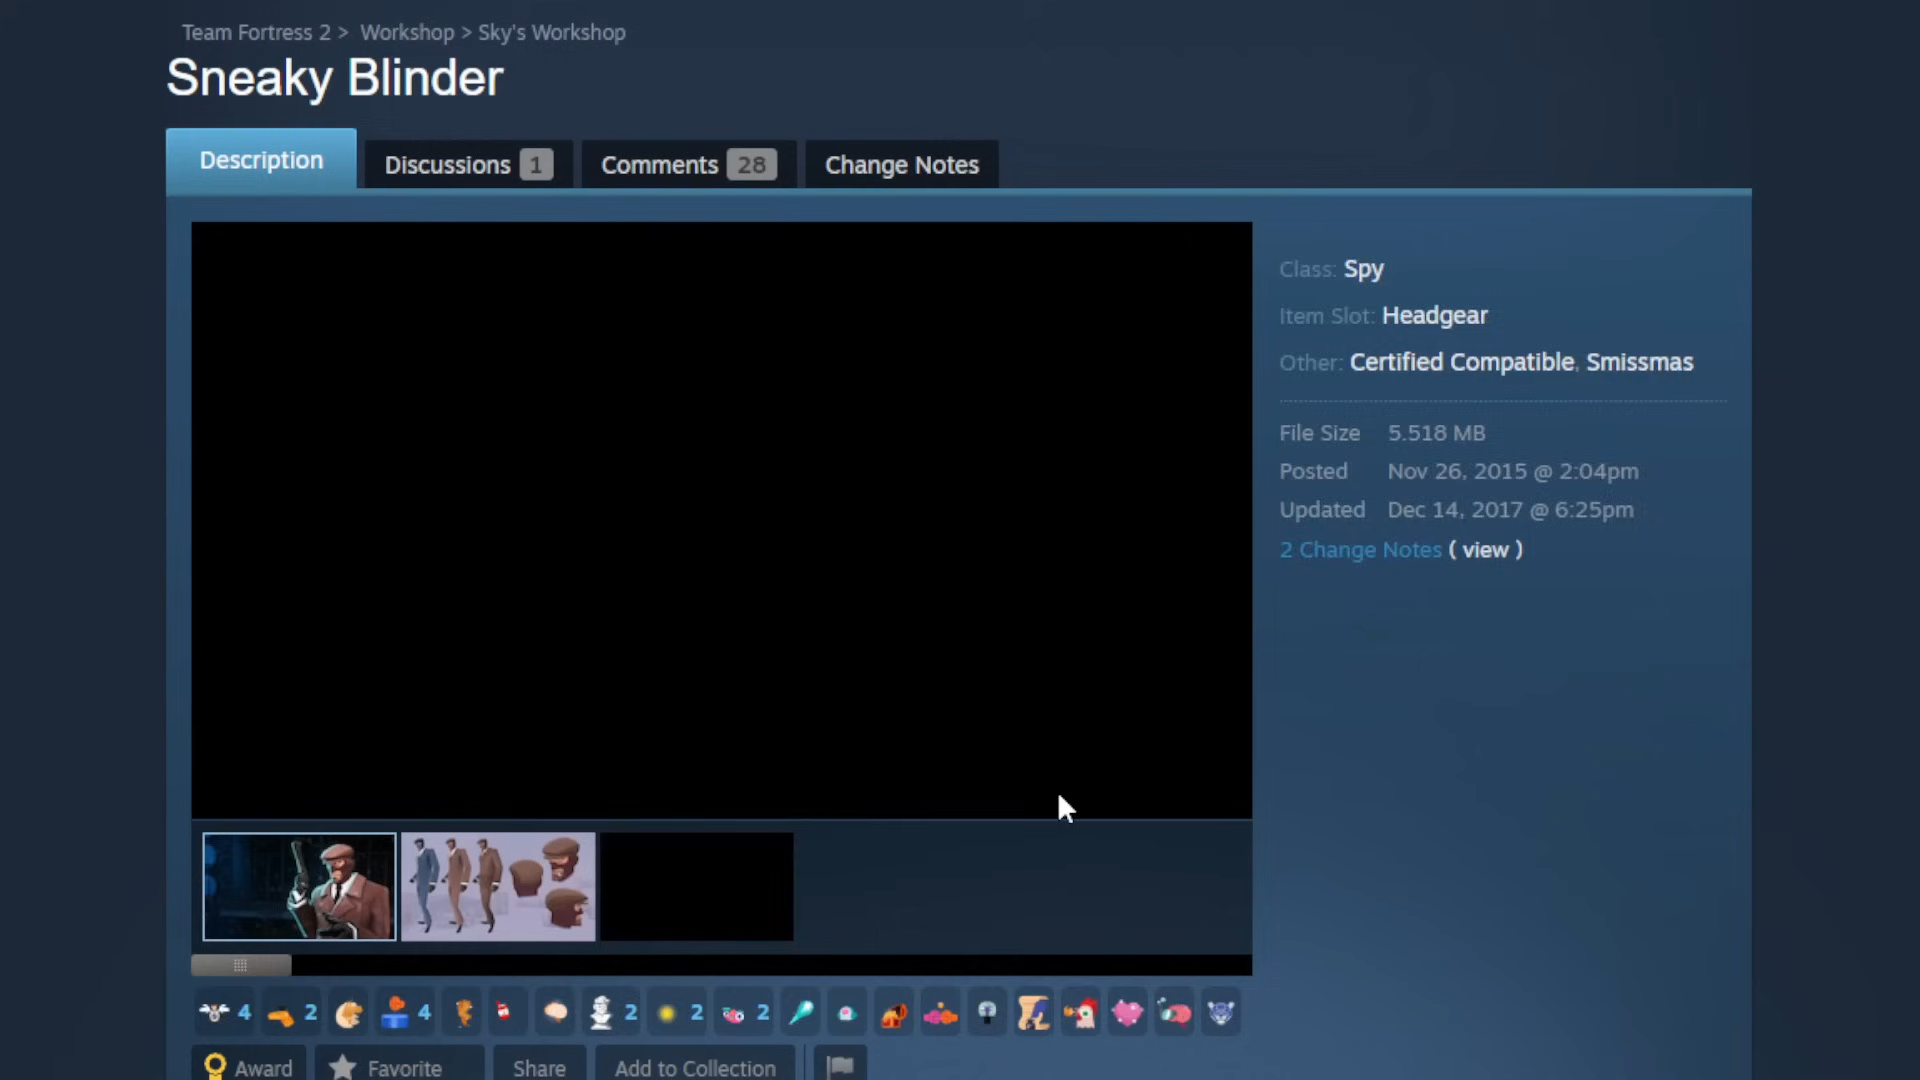 Team Fortress 2 > Workshop > Sky's Workshop
Sneaky Blinder
Description
Discussions 1
Comments 28
Change Notes
Class: Spy
Item Slot: Headgear
Other: Certified Compatible, Smissmas
File Size 5.518 MB
Posted Nov 26, 2015 @ 2:04pm
Updated Dec 14, 2017 @ 6:25pm
2 Change Notes ( view )
4 2 4 2 2 2
Award
Favorite
Share
Add to Collection